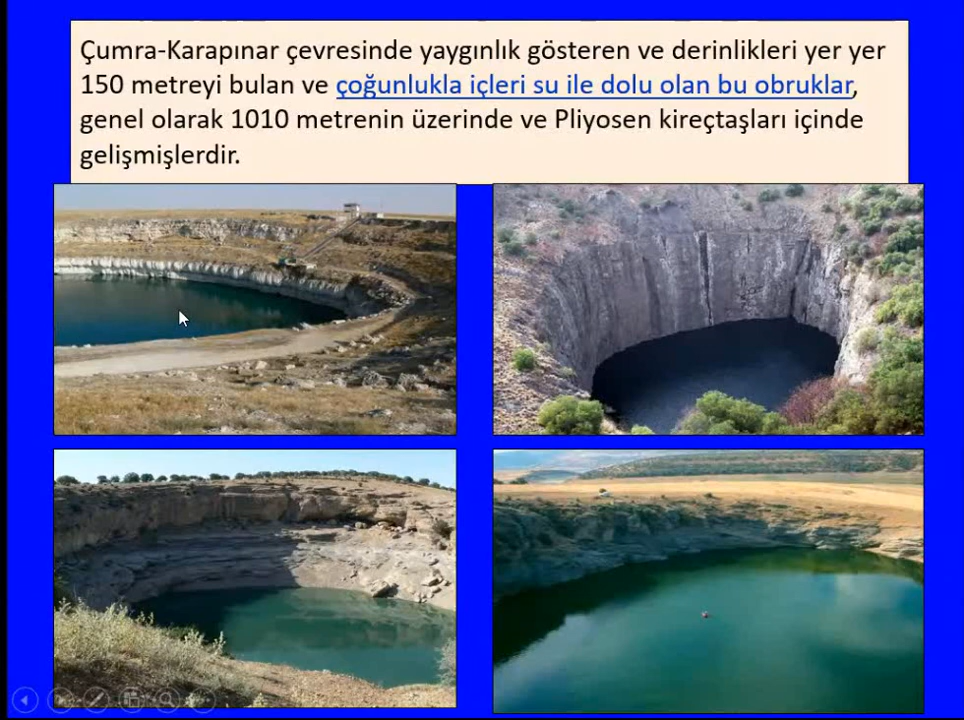 Çumra-Karapınar çevresinde yaygınlık gösteren ve derinlikleri yer yer
150 metreyi bulan ve çoğunlukla içleri su ile dolu olan bu obruklar,
genel olarak 1010 metrenin üzerinde ve Pliyosen kireçtaşları içinde
gelişmişlerdir.